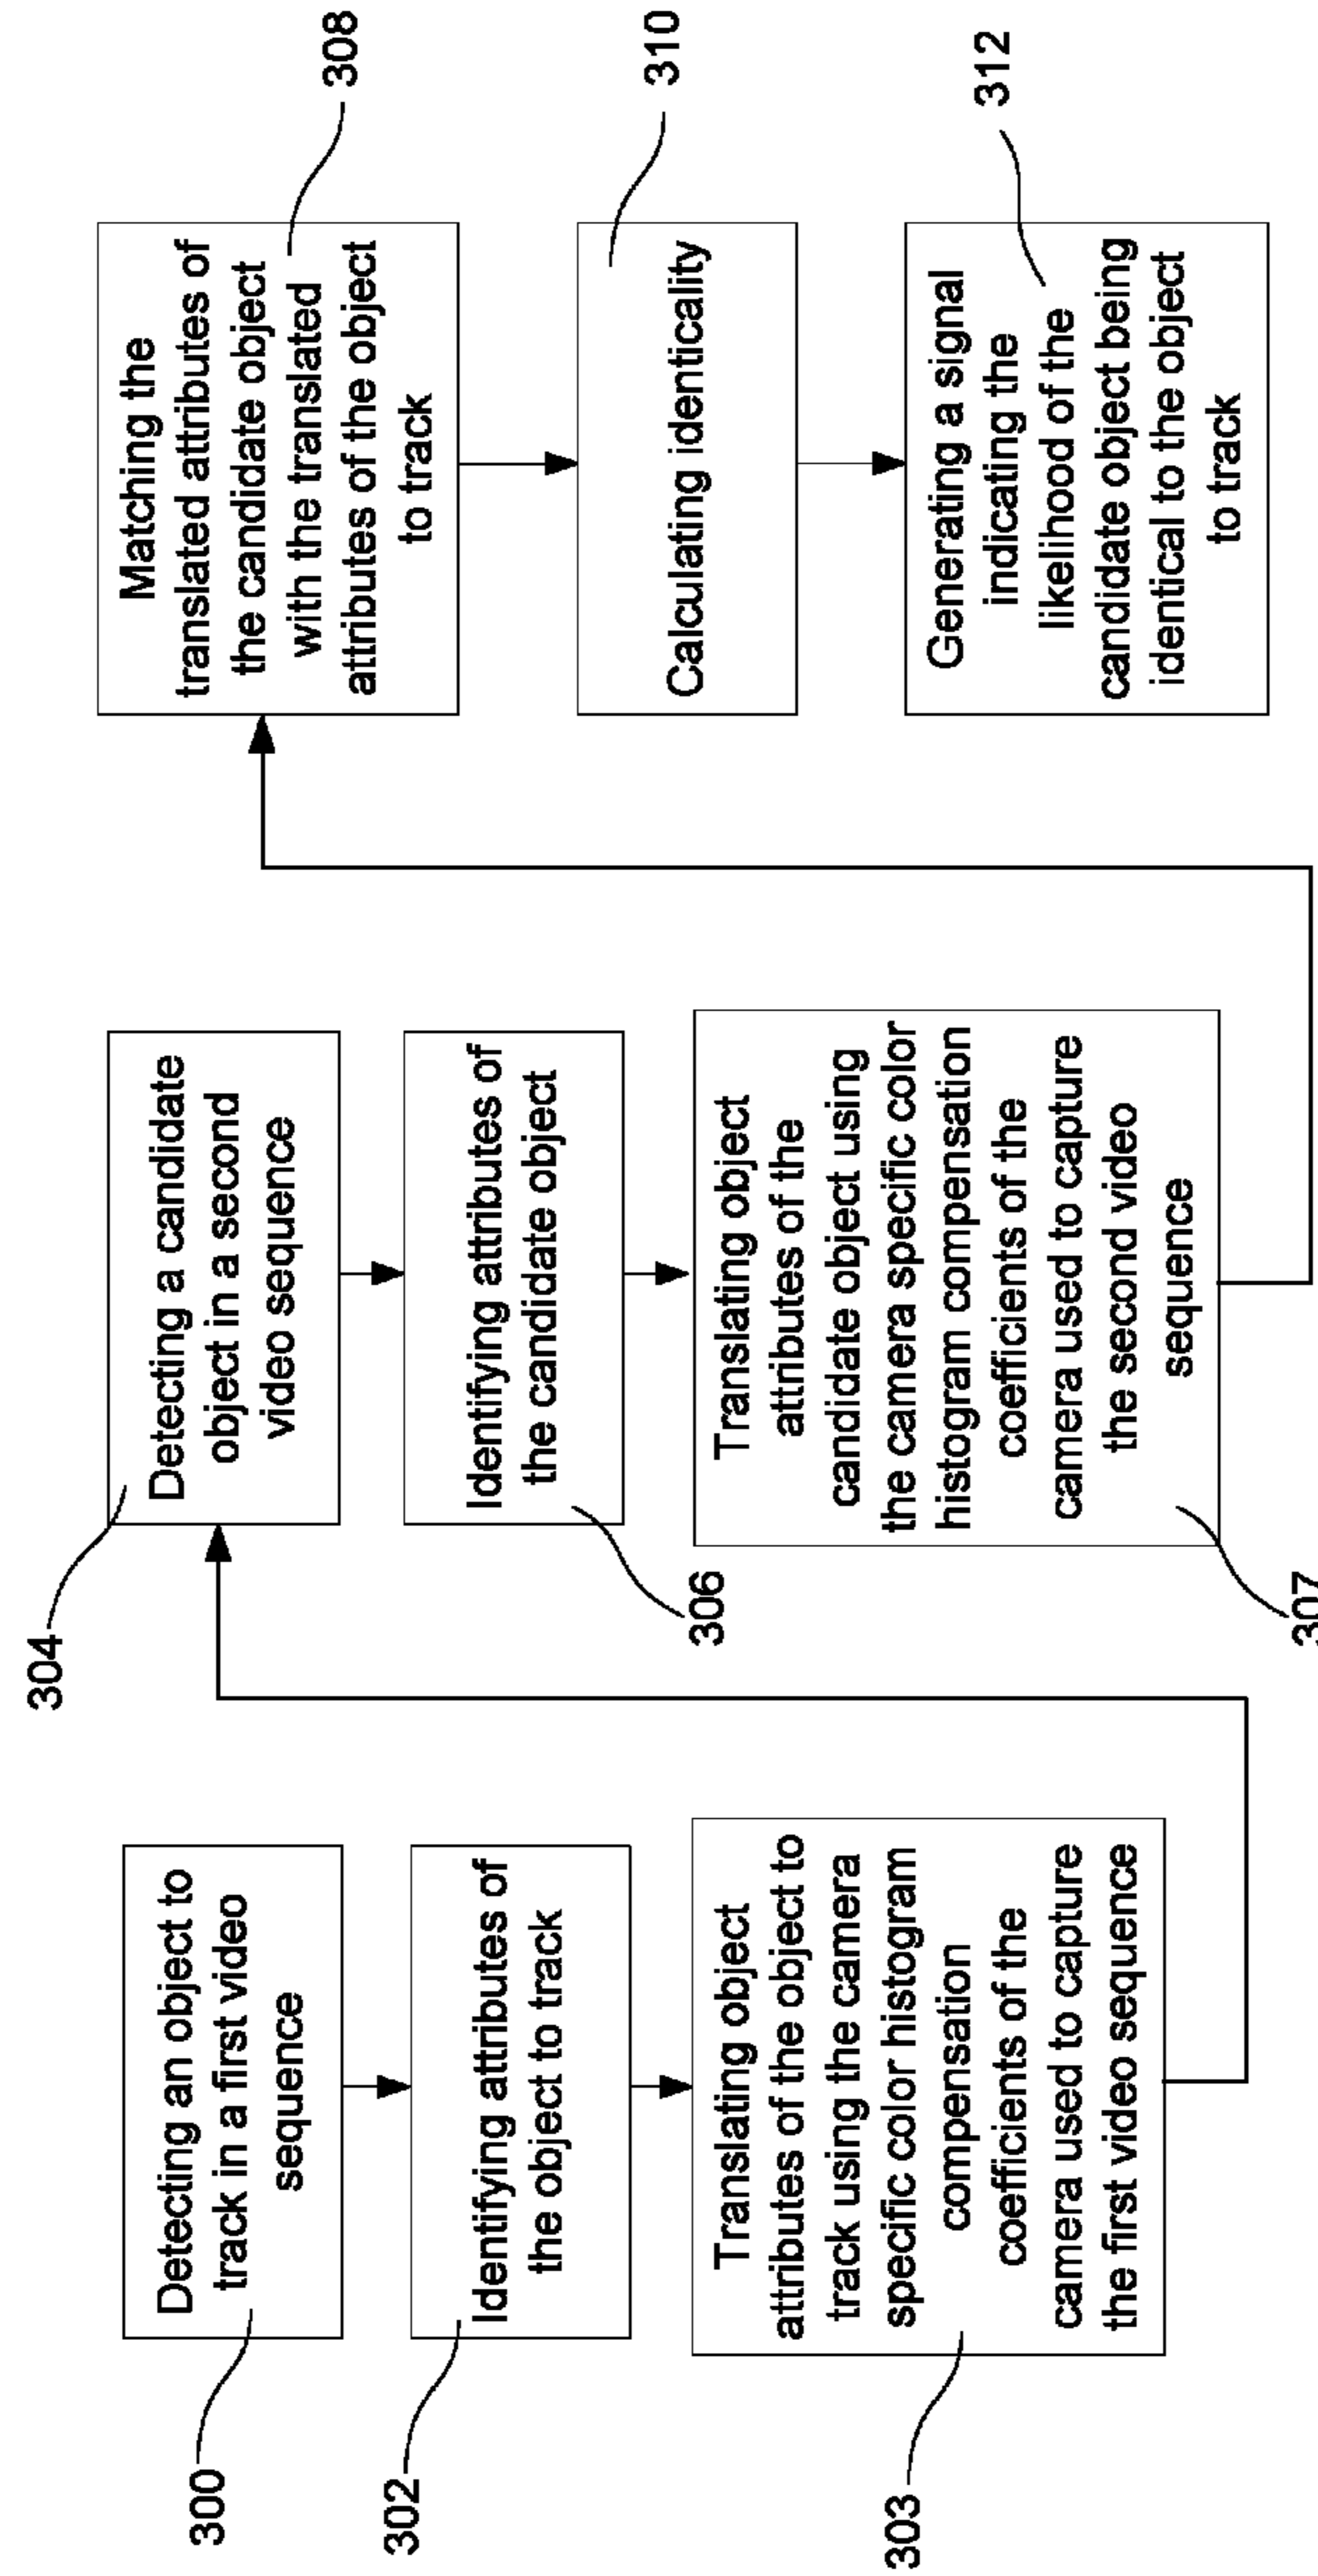 300
Detecting an object to
track in a first video
sequence
302
Identifying attributes of
the object to track
303
Translating object
attributes of the object to
track using the camera
specific color histogram
compensation
coefficients of the
camera used to capture
the first video sequence
304
Detecting a candidate
object in a second
video sequence
306
Identifying attributes of
the candidate object
307
Translating object
attributes of the
candidate object using
the camera specific color
histogram compensation
coefficients of the
camera used to capture
the second video
sequence
308
Matching the
translated attributes of
the candidate object
with the translated
attributes of the object
to track
310
Calculating identicality
312
Generating a signal
indicating the
likelihood of the
candidate object being
identical to the object
to track